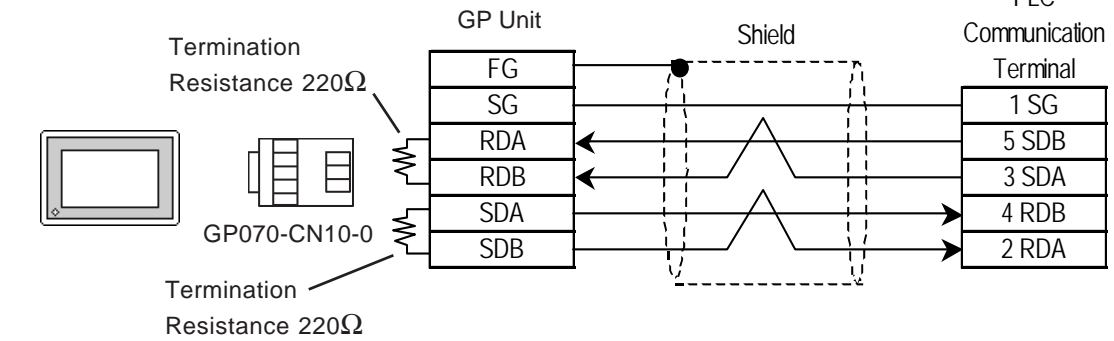 GP Unit
Shield
PLC
Communication
Terminal
Termination
Resistance 220Ω
FG
SG
RDA
RDB
SDA
SDB
1 SG
5 SDB
3 SDA
4 RDB
2 RDA
GP070-CN10-0
Termination
Resistance 220Ω